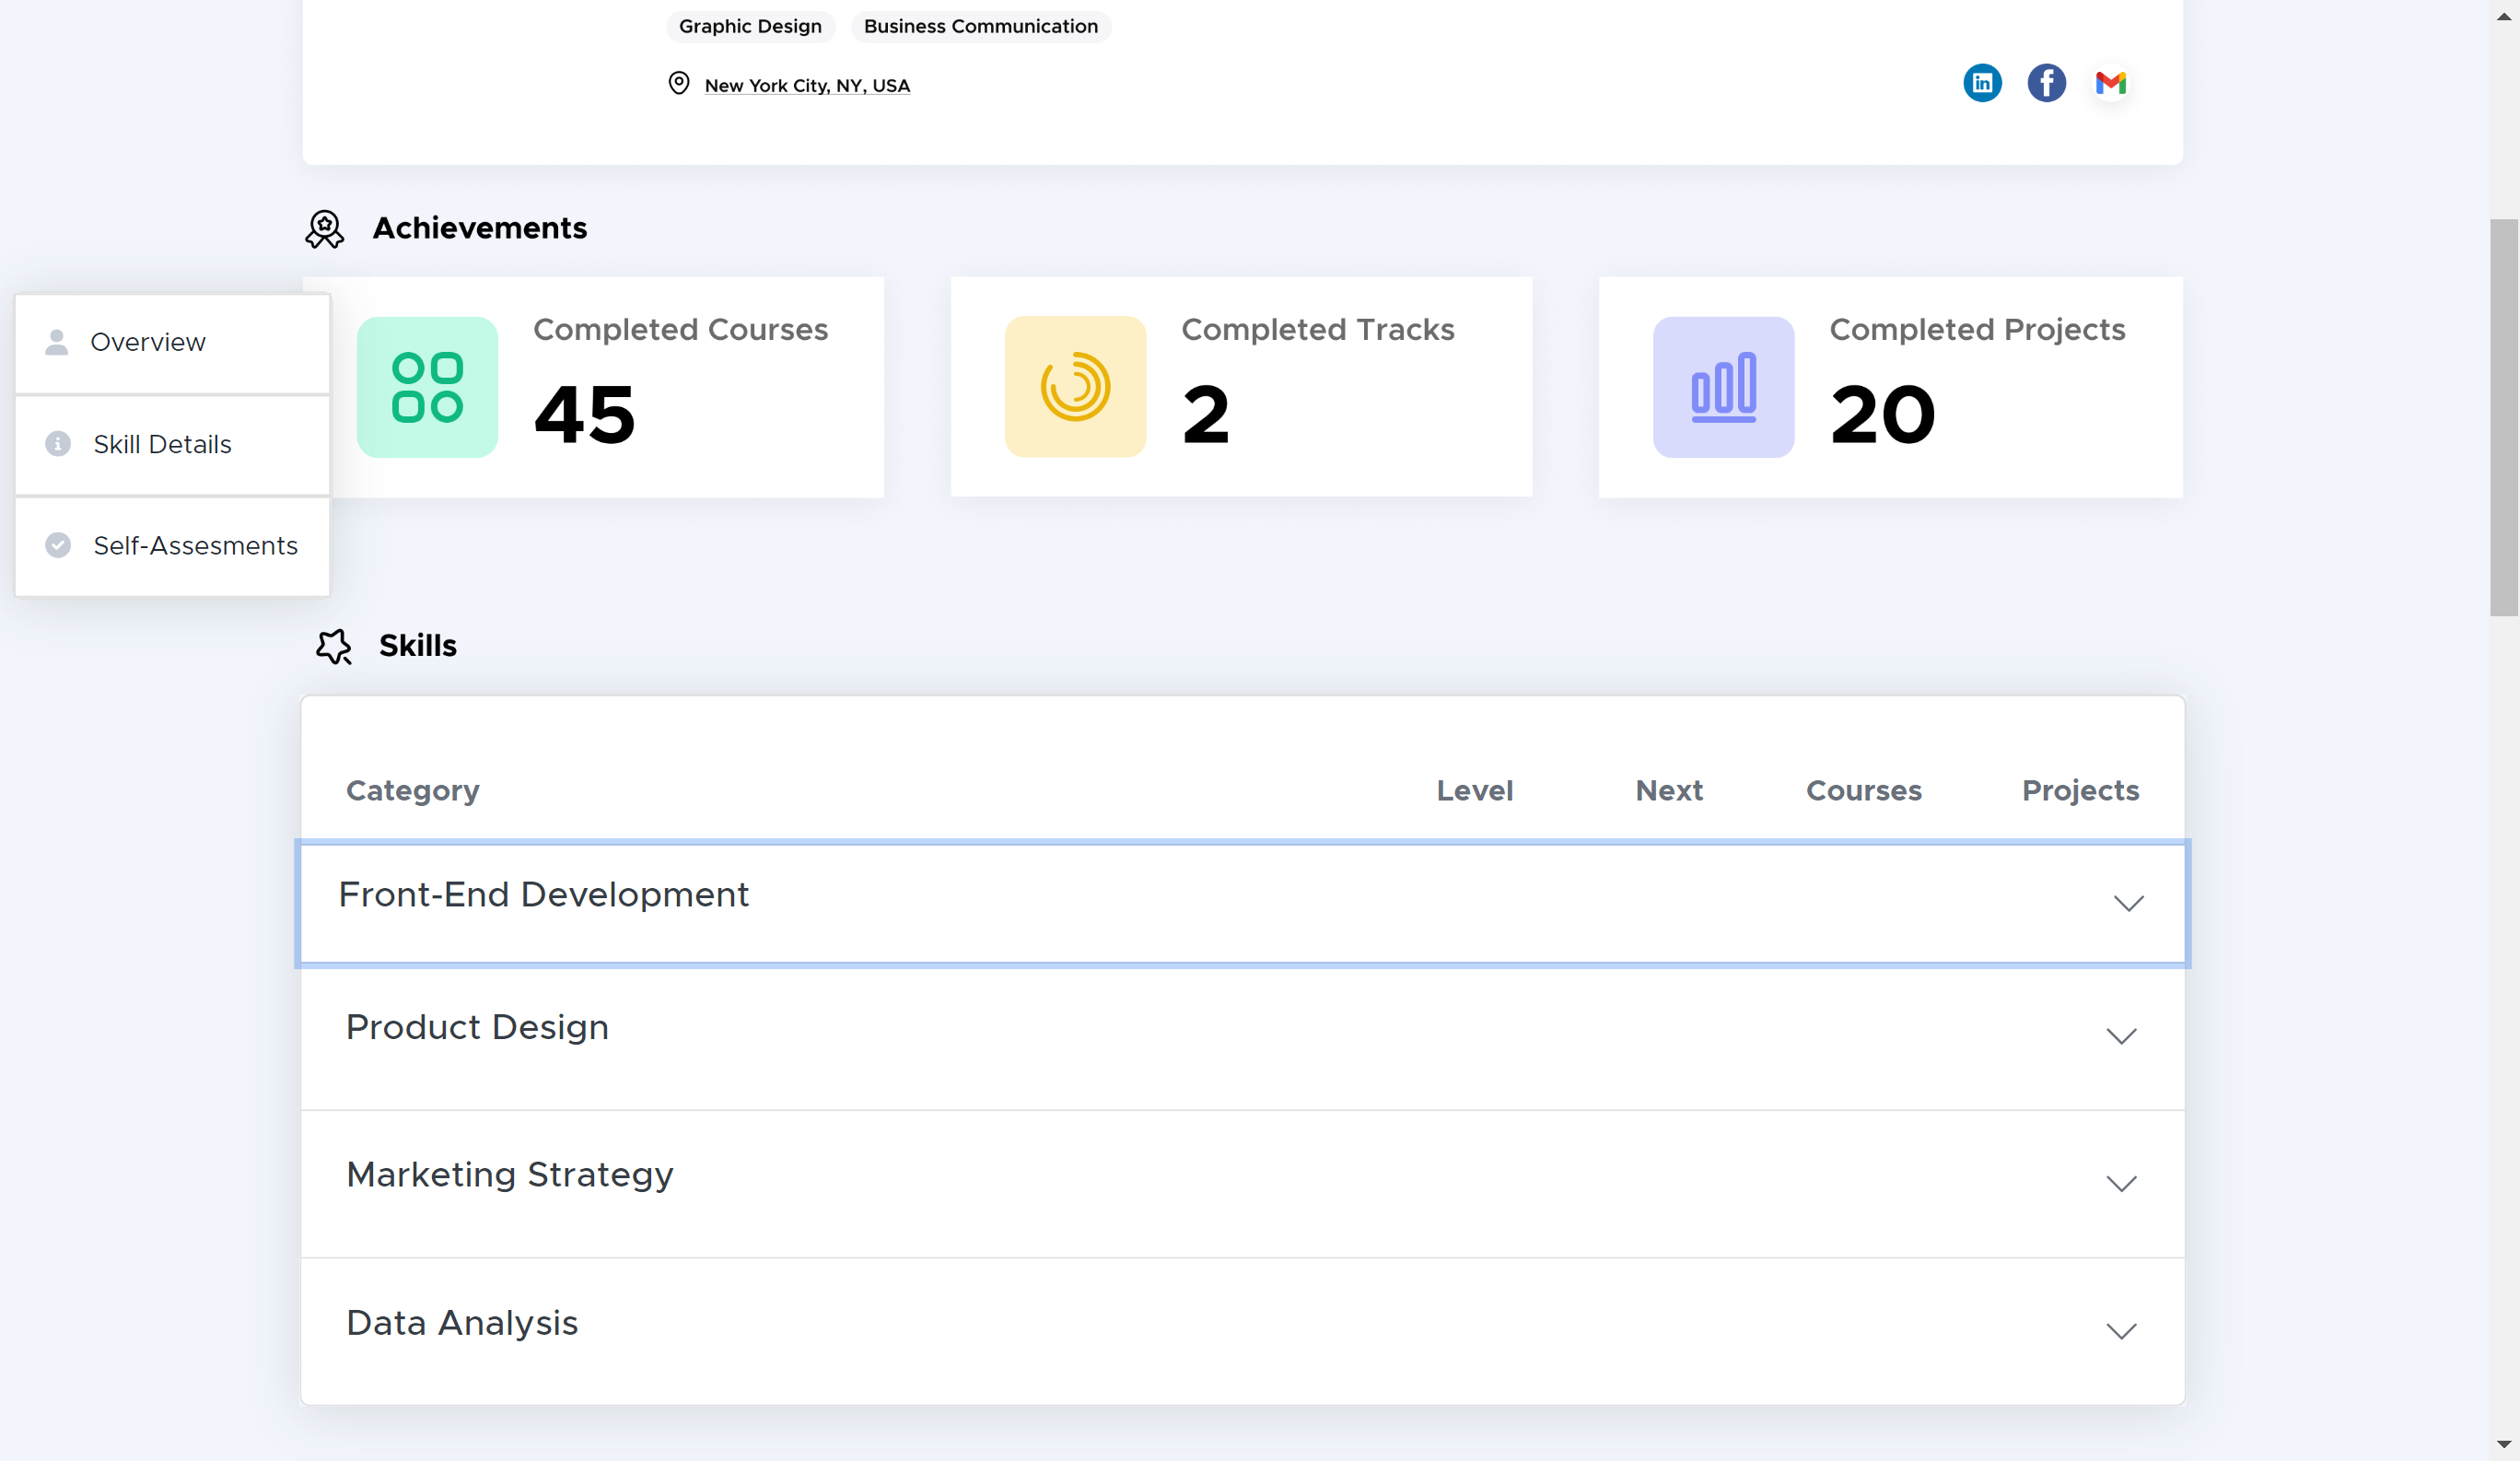 Graphic Design Business Communication
New York City, NY, USA
Achievements
Overview
Skill Details
Self-Assesments
Completed Courses
45
Completed Tracks
2
Completed Projects
20
Skills
Category Level Next Courses Projects
Front-End Development
Product Design
Marketing Strategy
Data Analysis